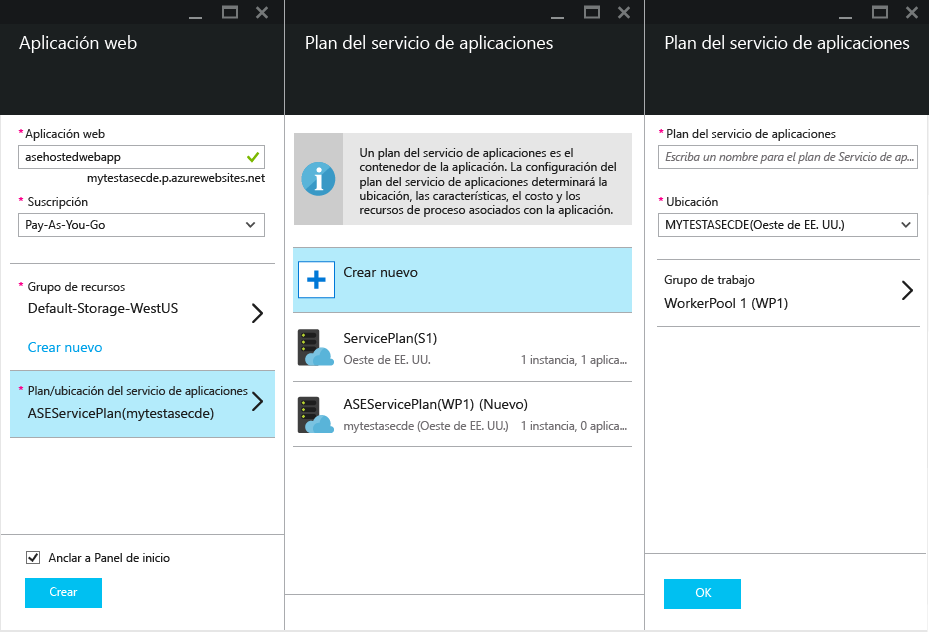 Aplicación web
* Aplicación web
asehostedwebapp
mytestasecde.p.azurewebsites.net
* Suscripción
Pay-As-You-Go
* Grupo de recursos
Default-Storage-WestUS
Crear nuevo
* Plan/ubicación del servicio de aplicaciones
ASEServicePlan(mytestasecde)
Anclar a Panel de inicio
Crear
Plan del servicio de aplicaciones
Un plan del servicio de aplicaciones es el
contenedor de la aplicación. La configuración del
plan del servicio de aplicaciones determinará la
ubicación, las características, el costo y los
recursos de proceso asociados con la aplicación.
Crear nuevo
ServicePlan(S1)
Oeste de EE. UU. 1 instancia, 1 aplica...
ASEServicePlan(WP1) (Nuevo)
mytestasecde (Oeste de EE. UU.) 1 instancia, 0 aplica...
Plan del servicio de aplicaciones
* Plan del servicio de aplicaciones
Escriba un nombre para el plan de Servicio de ap...
* Ubicación
MYTESTASECDE(Oeste de EE. UU.)
Grupo de trabajo
WorkerPool 1 (WP1)
OK